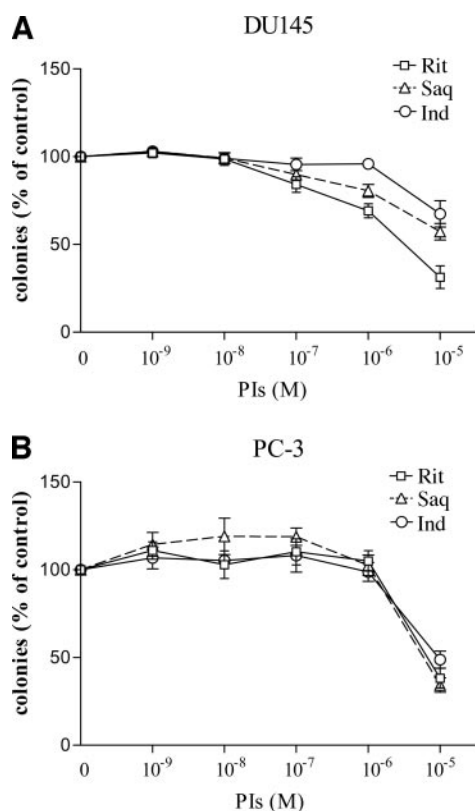 A
DU145
150
100
50
0
colonies (% of control)
Rit
Saq
Ind
0 10⁻⁹ 10⁻⁸ 10⁻⁷ 10⁻⁶ 10⁻⁵
PIs (M)
B
PC-3
150
100
50
0
colonies (% of control)
Rit
Saq
Ind
0 10⁻⁹ 10⁻⁸ 10⁻⁷ 10⁻⁶ 10⁻⁵
PIs (M)